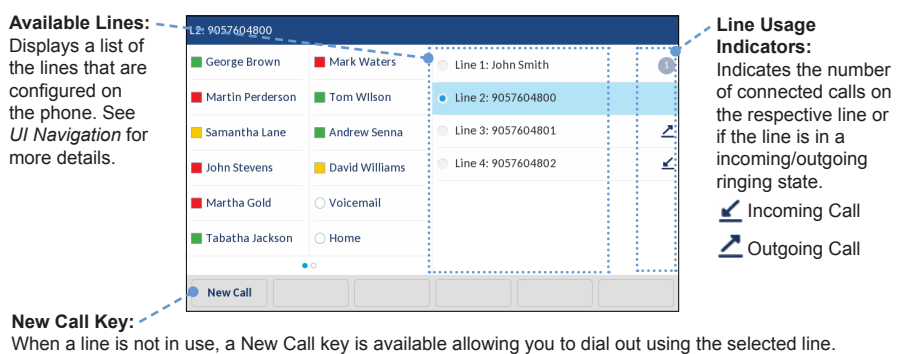 Available Lines:
Displays a list of
the lines that are
configured on
the phone. See
UI Navigation for
more details.
L2: 9057604800
George Brown
Martin Perderson
Samantha Lane
John Stevens
Martha Gold
Tabatha Jackson
Mark Waters
Tom WIlson
Andrew Senna
David Williams
Voicemail
Home
Line 1: John Smith
1
Line 2: 9057604800
Line 3: 9057604801
Line 4: 9057604802
New Call
Line Usage
Indicators:
Indicates the number
of connected calls on
the respective line or
if the line is in a
incoming/outgoing
ringing state.
Incoming Call
Outgoing Call
New Call Key:
When a line is not in use, a New Call key is available allowing you to dial out using the selected line.